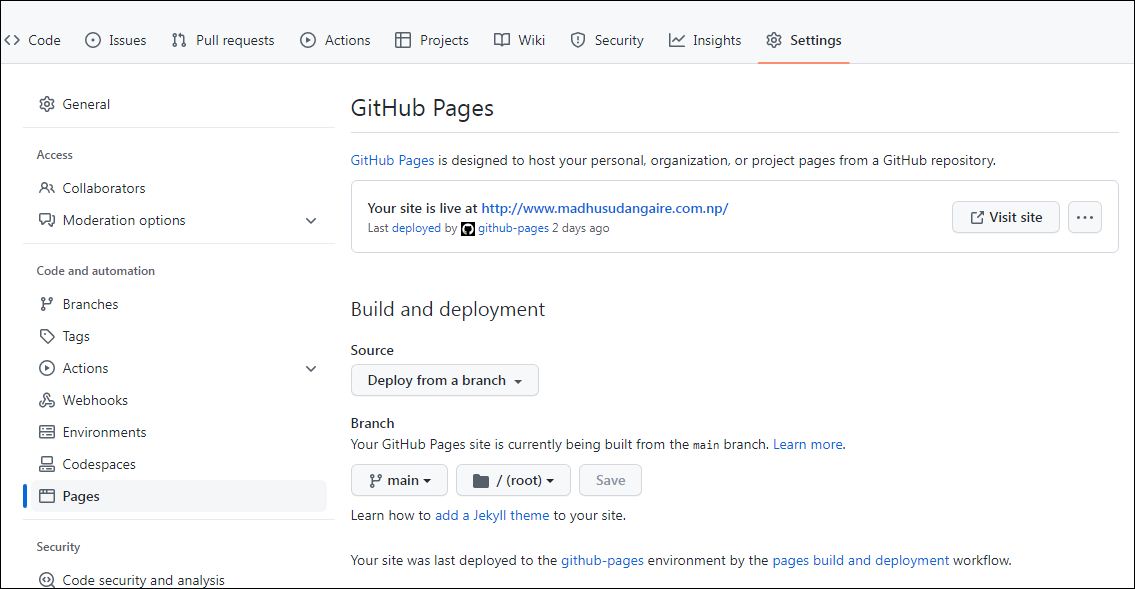 Code Issues Pull requests Actions Projects Wiki Security Insights Settings
General
Access
Collaborators
Moderation options
Code and automation
Branches
Tags
Actions
Webhooks
Environments
Codespaces
Pages
Security
Code security and analysis
GitHub Pages
GitHub Pages is designed to host your personal, organization, or project pages from a GitHub repository.
Your site is live at http://www.madhusudangaire.com.np/
Last deployed by github-pages 2 days ago
Visit site
Build and deployment
Source
Deploy from a branch
Branch
Your GitHub Pages site is currently being built from the main branch. Learn more.
main / (root) Save
Learn how to add a Jekyll theme to your site.
Your site was last deployed to the github-pages environment by the pages build and deployment workflow.